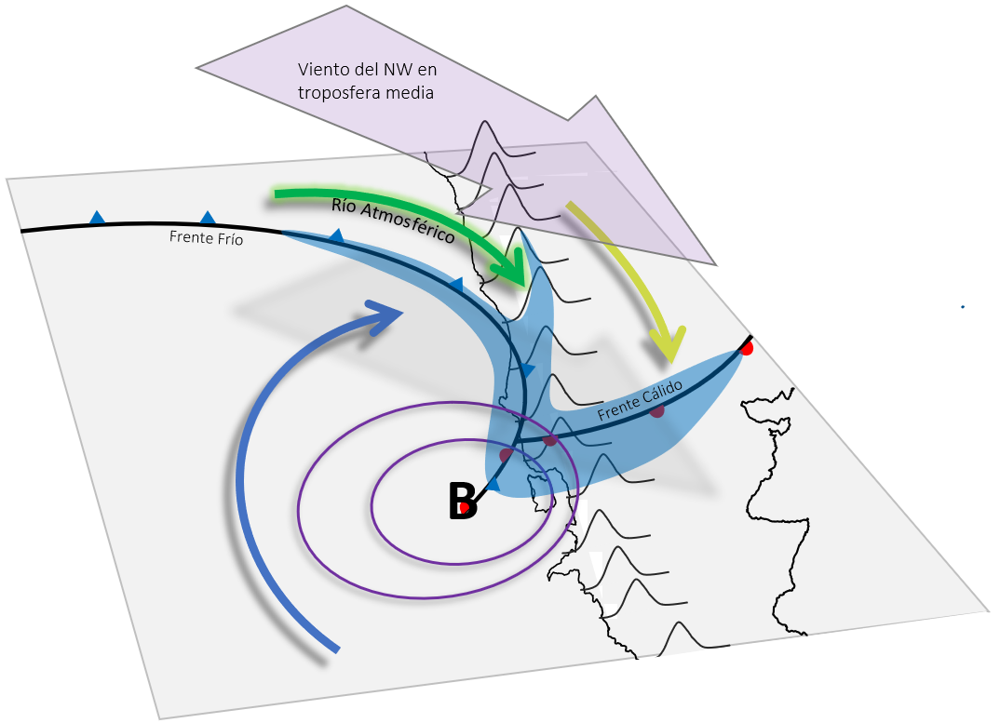 Viento del NW en
troposfera media
Río Atmosférico
Frente Frío
Frente Cálido
B